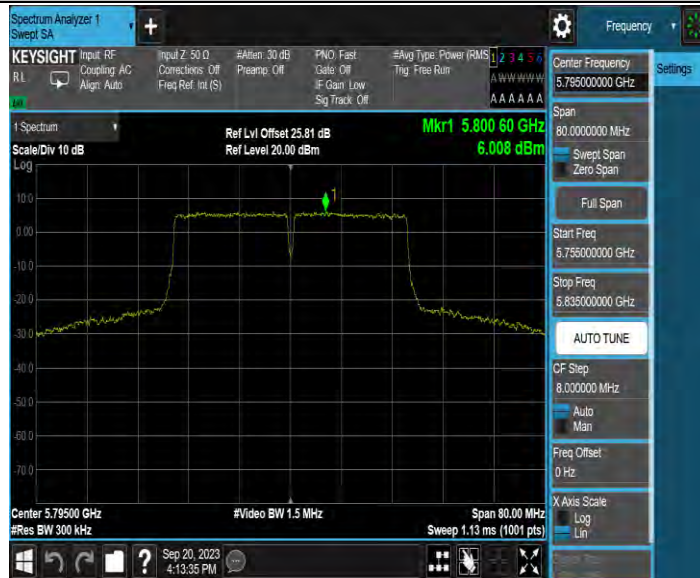 Spectrum Analyzer 1
Swept SA
+
Frequency
KEYSIGHT
RL
Input: RF
Coupling: AC
Align: Auto
Input Z: 50 Ω
Corrections: Off
Freq Ref: Int (S)
#Atten: 30 dB
Preamp: Off
PNO: Fast
Gate: Off
IF Gain: Low
Sig Track: Off
#Avg Type: Power (RMS
Trig: Free Run
1 2 3 4 5 6
A W W W W W
A A A A A A
1 Spectrum
Scale/Div 10 dB
Log
Ref Lvl Offset 25.81 dB
Ref Level 20.00 dBm
Mkr1 5.800 60 GHz
6.008 dBm
1
10.0
0.00
-10.0
-20.0
-30.0
-40.0
-50.0
-60.0
-70.0
Center 5.79500 GHz
#Res BW 300 kHz
#Video BW 1.5 MHz
Span 80.00 MHz
Sweep 1.13 ms (1001 pts)
Center Frequency
5.795000000 GHz
Settings
Span
80.0000000 MHz
Swept Span
Zero Span
Full Span
Start Freq
5.755000000 GHz
Stop Freq
5.835000000 GHz
AUTO TUNE
CF Step
8.000000 MHz
Auto
Man
Freq Offset
0 Hz
X Axis Scale
Log
Lin
?
Sep 20, 2023
4:13:35 PM